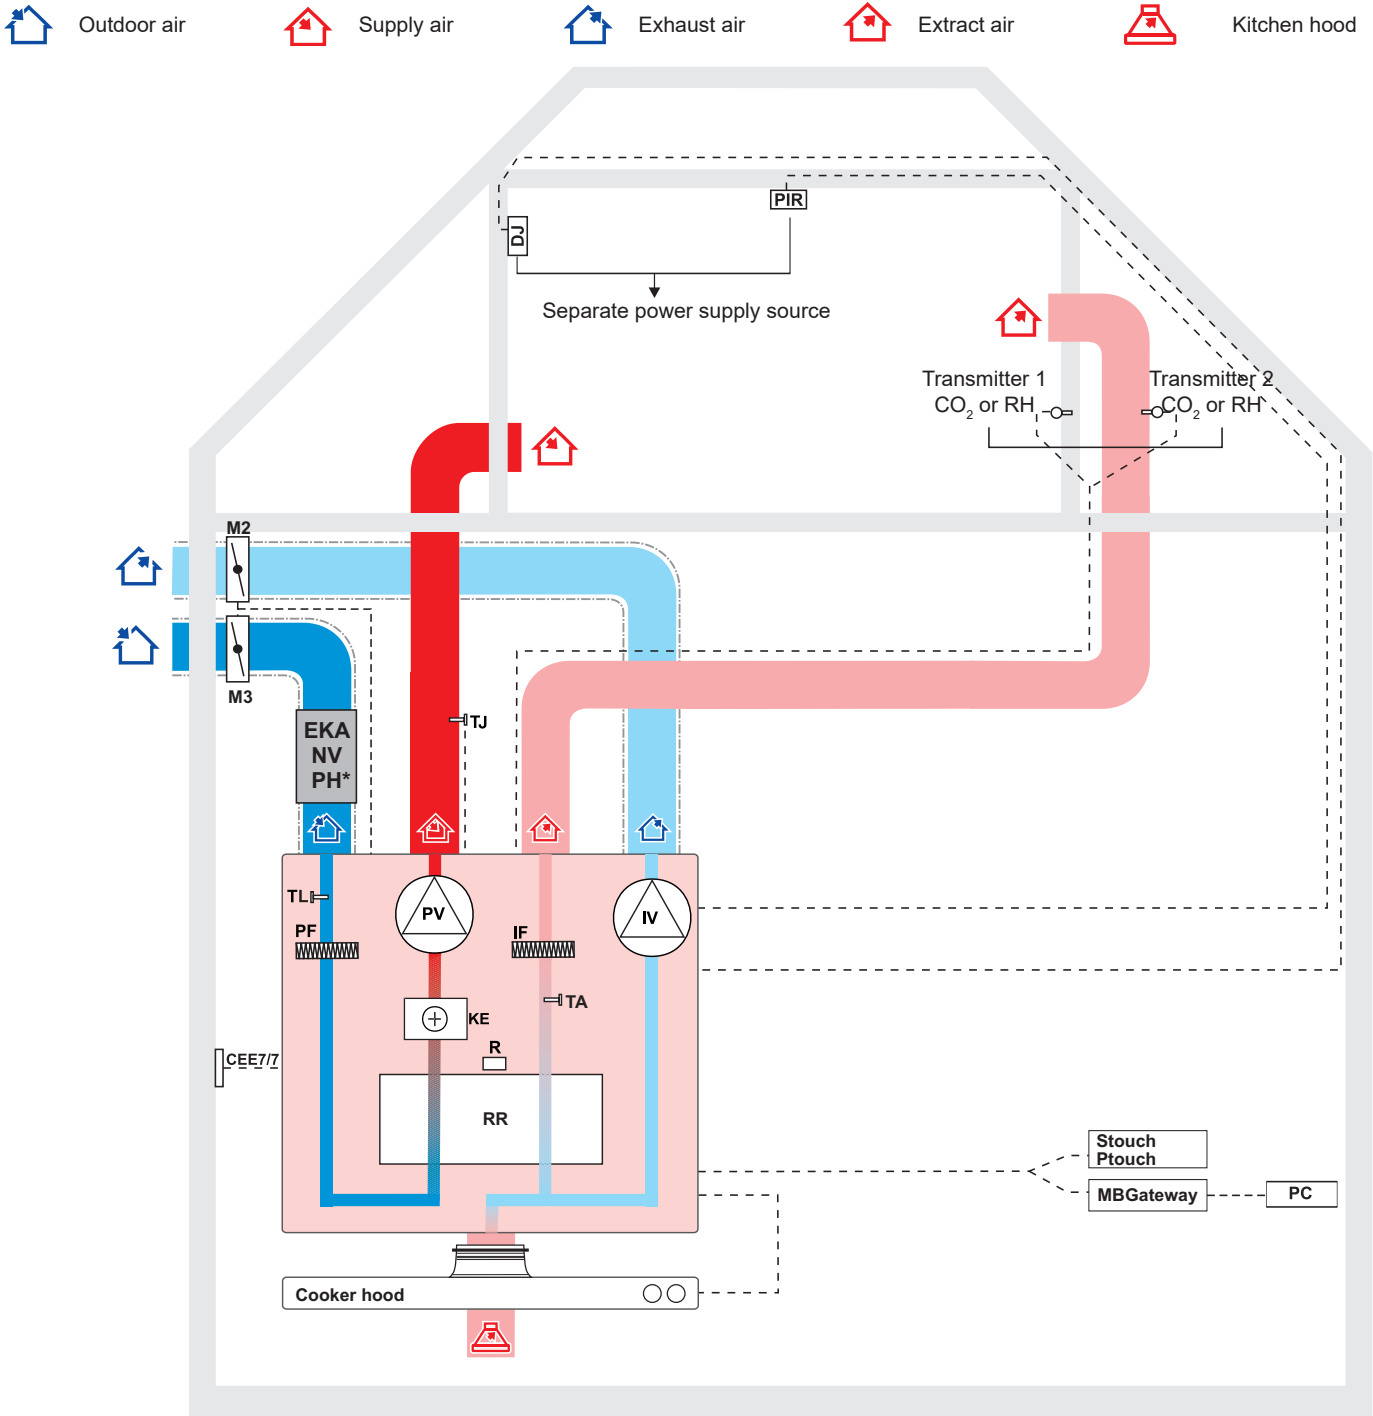 Outdoor air
Supply air
Exhaust air
Extract air
Kitchen hood
PIR
DJ
Separate power supply source
Transmitter 1
CO2 or RH
Transmitter 2
CO2 or RH
M2
M3
EKA
NV
PH*
TJ
TL
PV
IV
PF
IF
TA
KE
R
CEE7/7
RR
Stouch
Ptouch
MBGateway
PC
Cooker hood